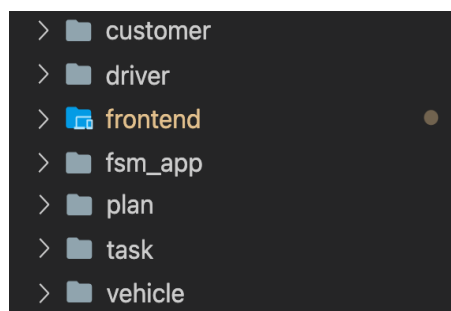 customer
driver
frontend
fsm_app
plan
task
vehicle